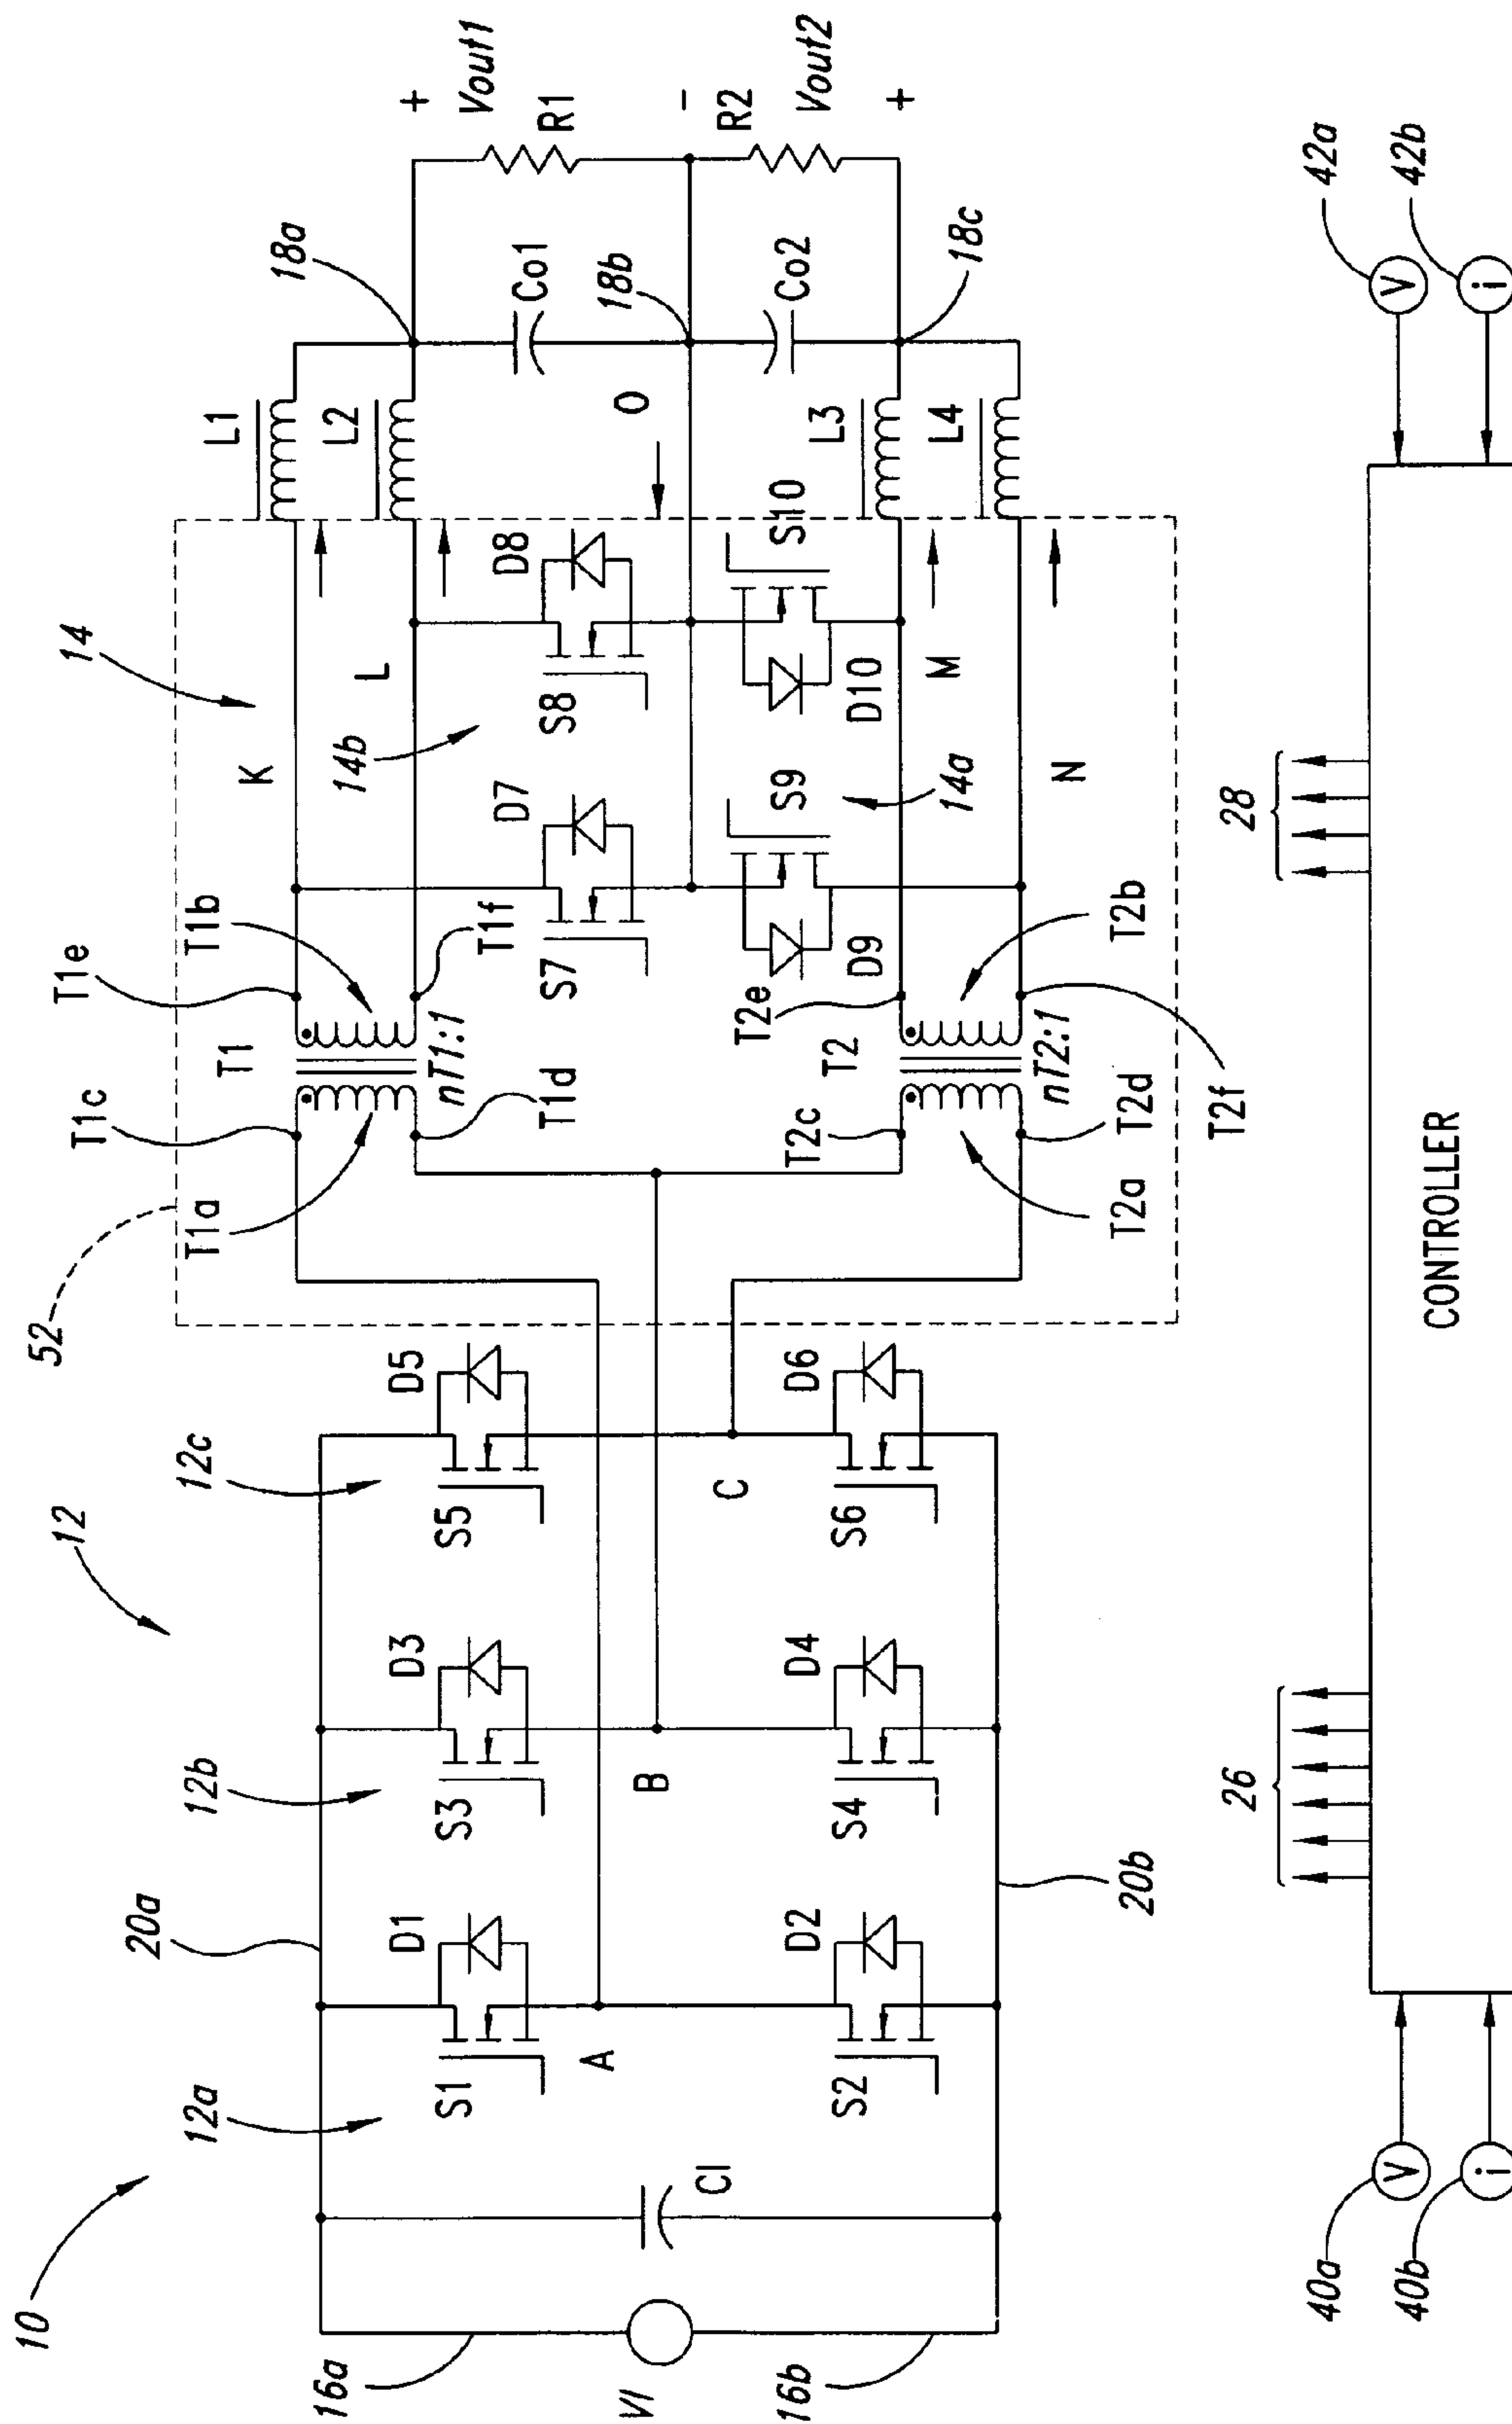 10
12
52
14
12a
20a
12b
12c
T1c
T1
T1e
K
L1
18a
+
Vout1
T1a
T1b
L
L2
nT1:1
T1d
T1f
14b
16a
S1
D1
S3
D3
S5
D5
S7
D7
S8
D8
Co1
R1
VI
CI
A
B
C
O
18b
-
S2
D2
S4
D4
S6
D6
T2c
T2
T2e
D9
S9
D10
S10
Co2
R2
Vout2
14a
M
L3
18c
+
16b
20b
T2a
nT2:1
T2d
T2b
T2f
N
L4
26
28
40a
V
40b
i
CONTROLLER
V
42a
i
42b